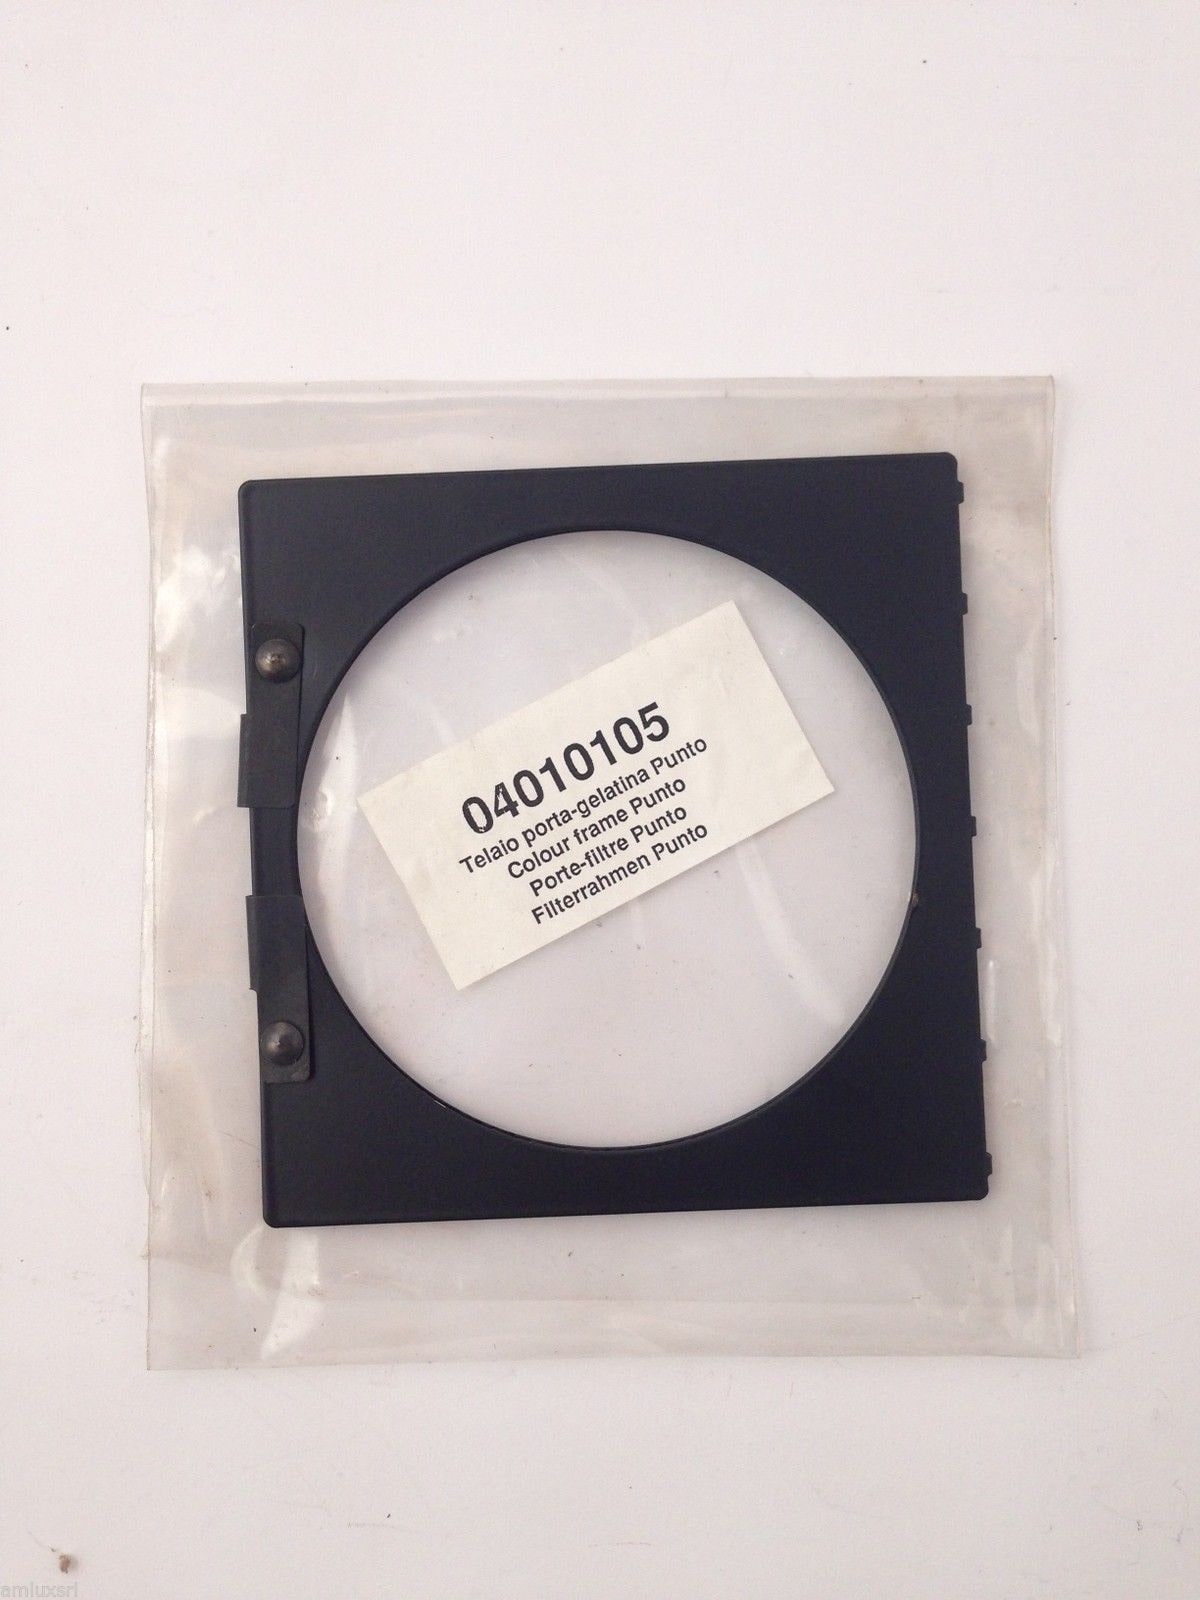 04010105
Telaio porta-gelatina Punto
Colour frame Punto
Porte-filtre Punto
Filterrahmen Punto
amluxsrl